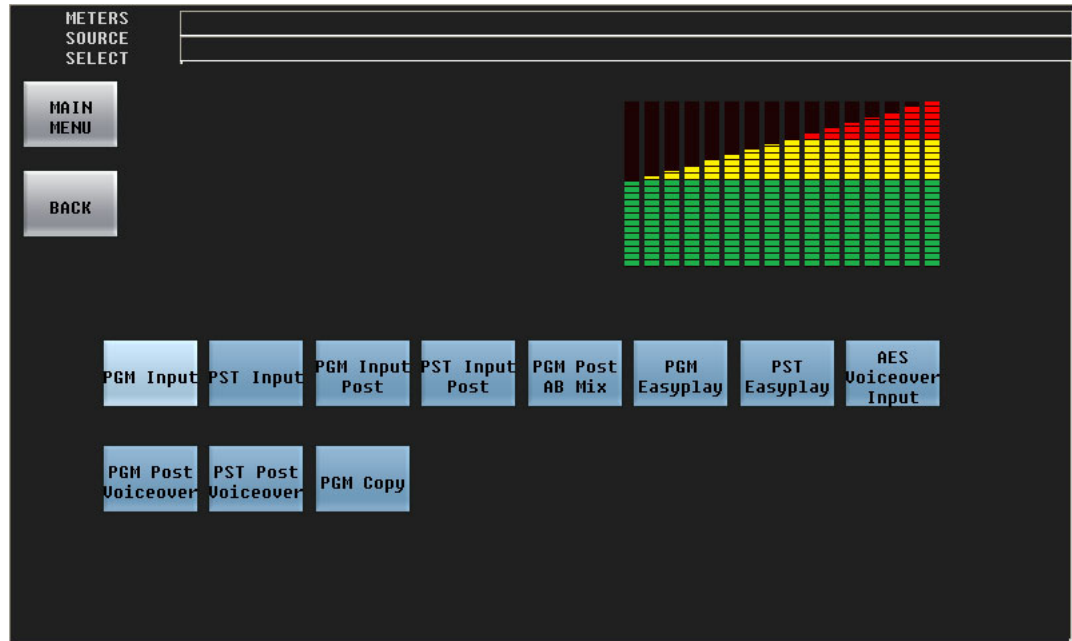 METERS
SOURCE
SELECT
MAIN
MENU
BACK
PGM Input
PST Input
PGM Input
Post
PST Input
Post
PGM Post
AB Mix
PGM
Easyplay
PST
Easyplay
AES
Voiceover
Input
PGM Post
Voiceover
PST Post
Voiceover
PGM Copy